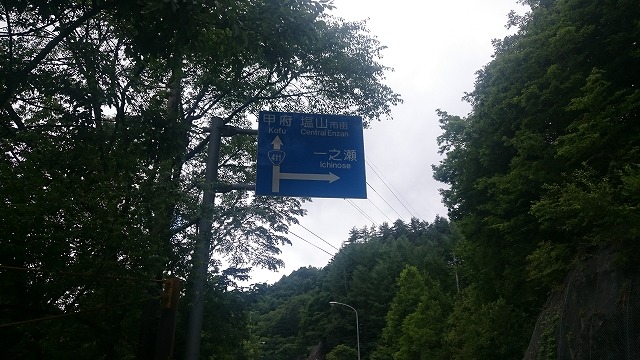 甲府 塩山市街
Kofu Central Enzan
411
一之瀬
Ichinose